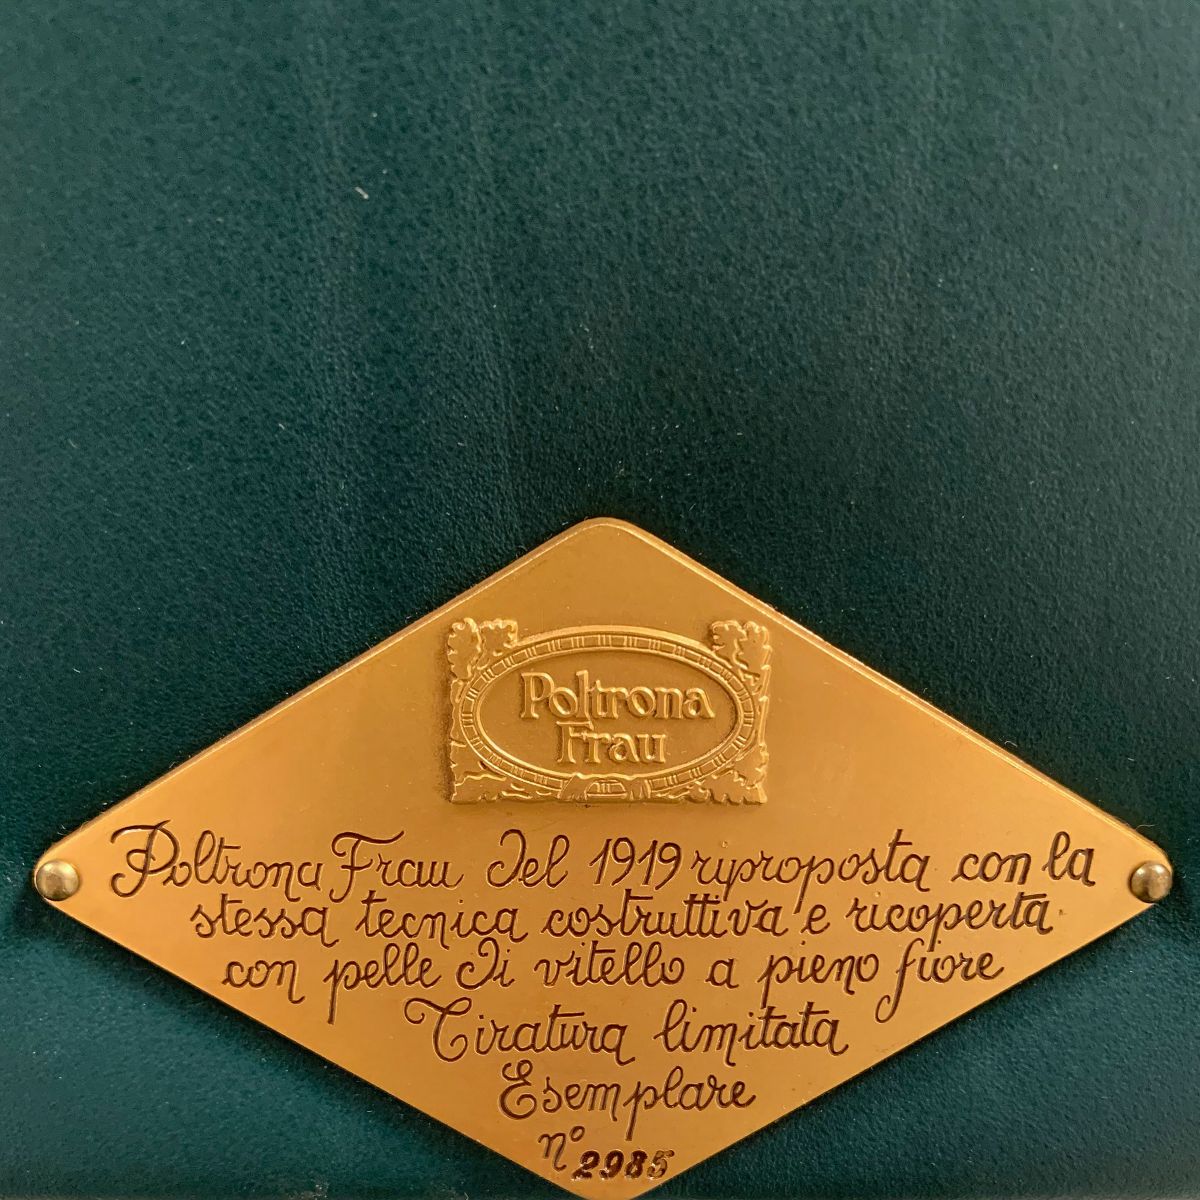 Poltrona
Frau
Poltrona Frau del 1919 riproposta con la
stessa tecnica costruttiva e ricoperta
con pelle di vitello a pieno fiore
Tiratura limitata
Esemplare
n° 2985